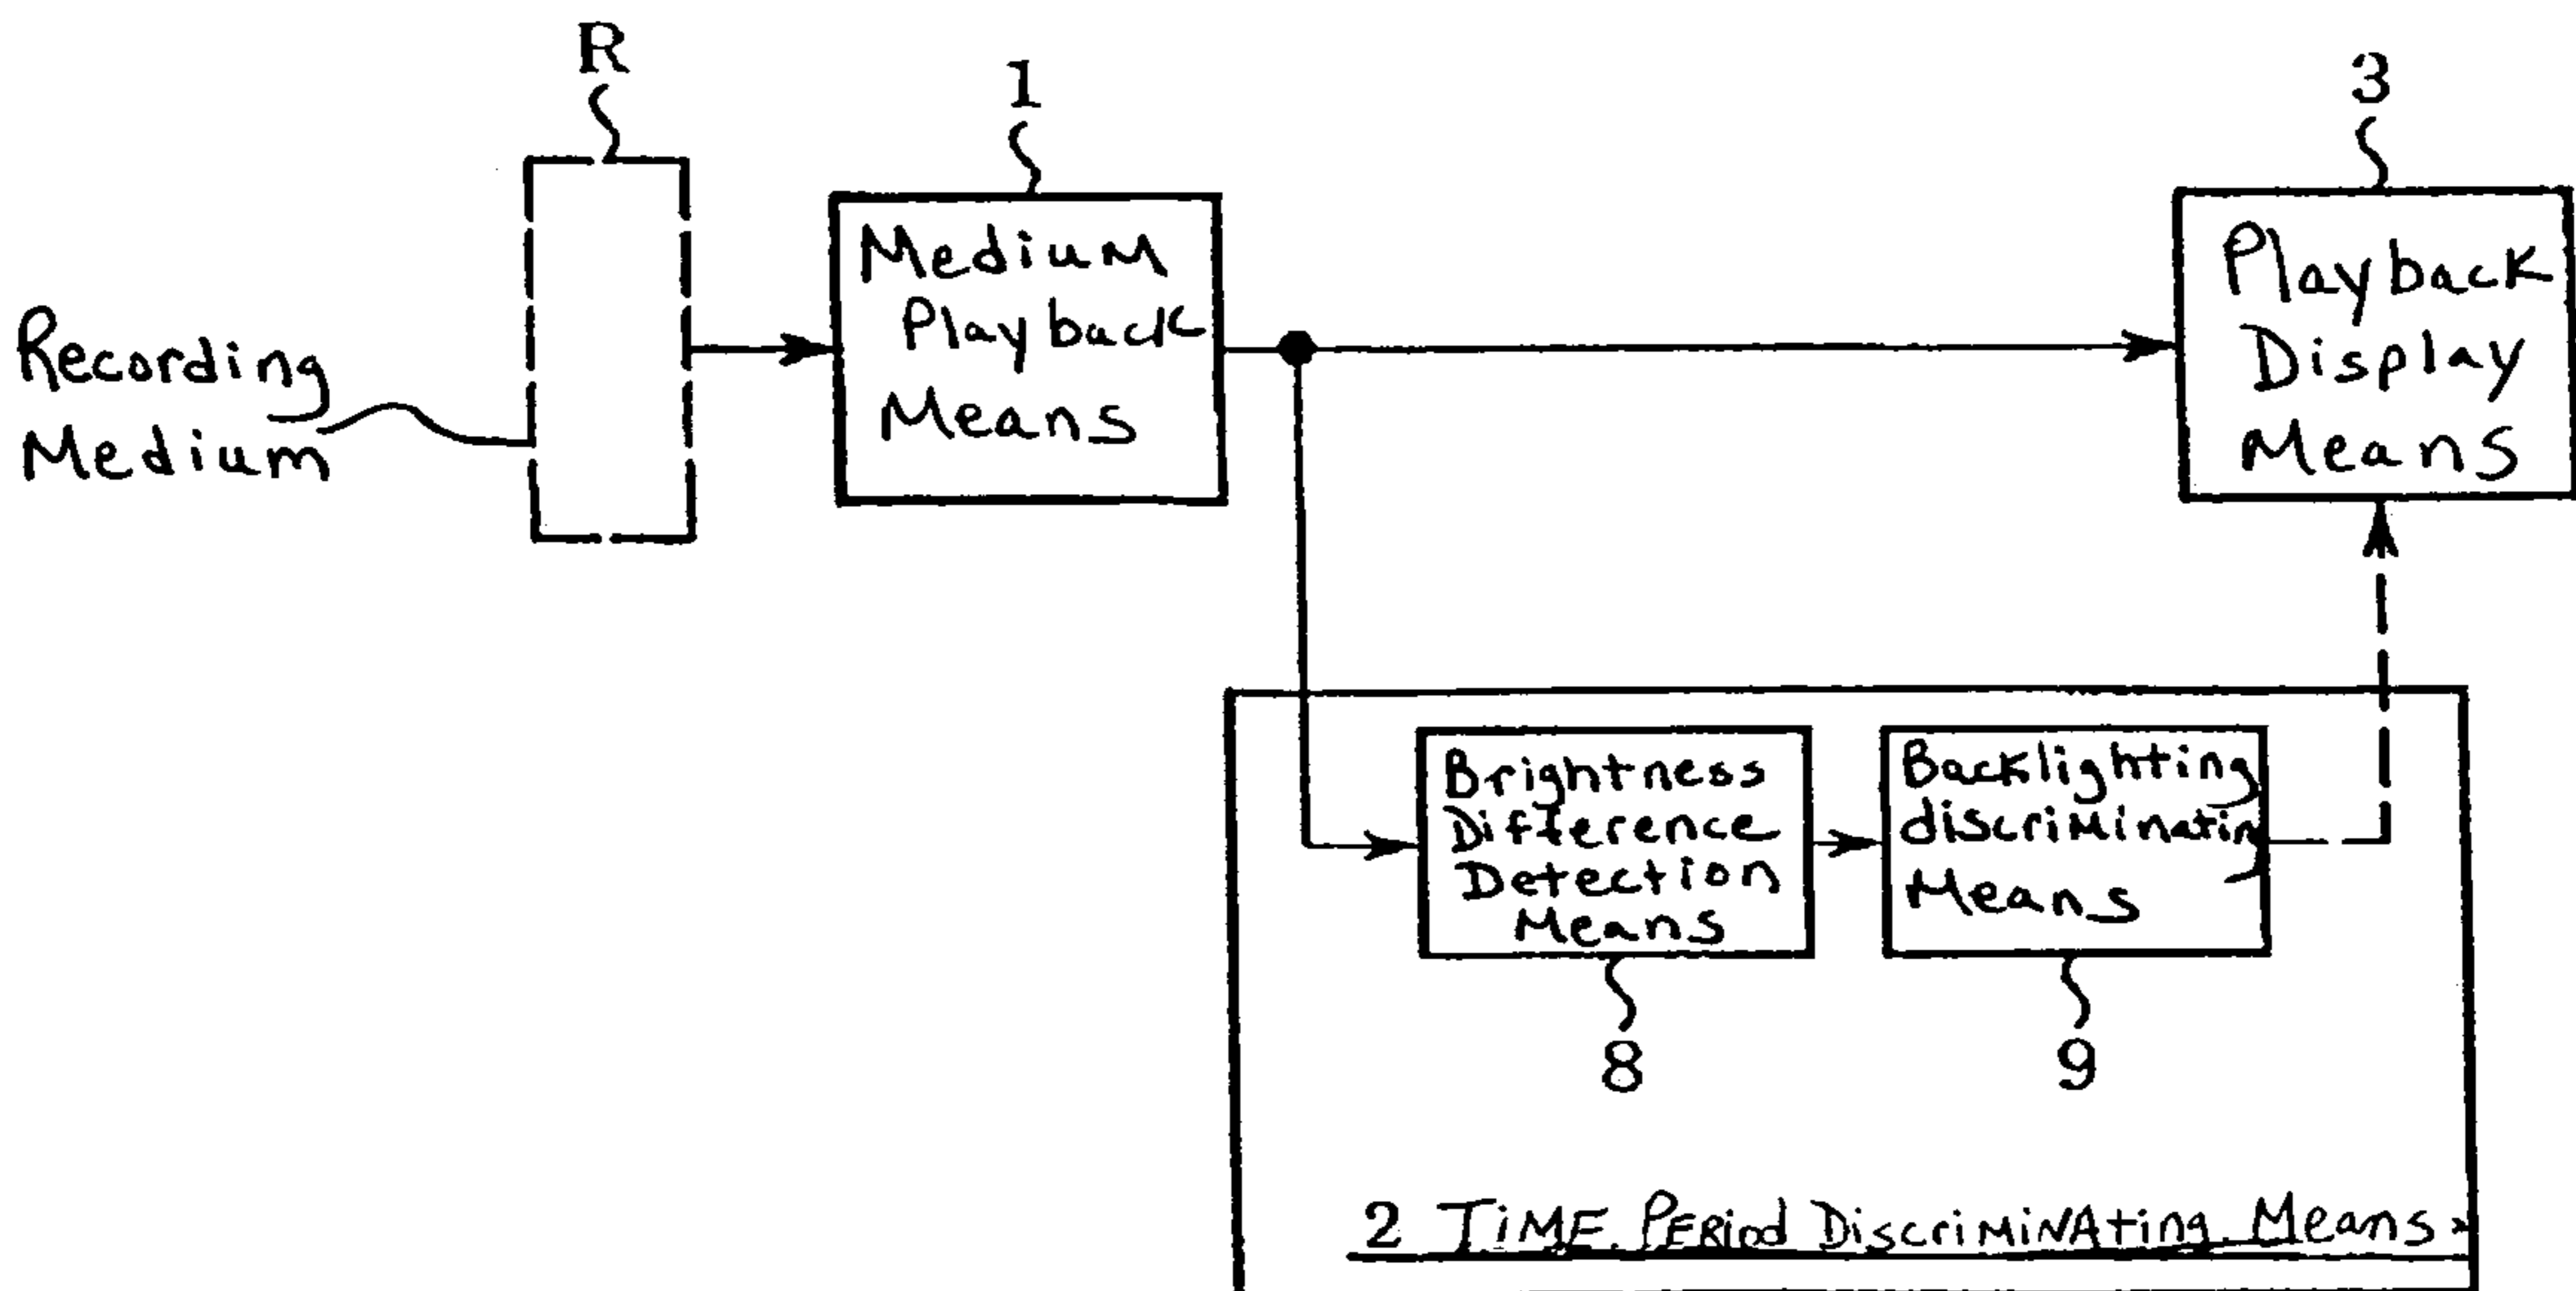 R
1
3
Recording
Medium
Medium
Playback
Means
Playback
Display
Means
Brightness
Difference
Detection
Means
Backlighting
discriminating
Means
8
9
2 TIME PERiod DiscriMiNAting Means